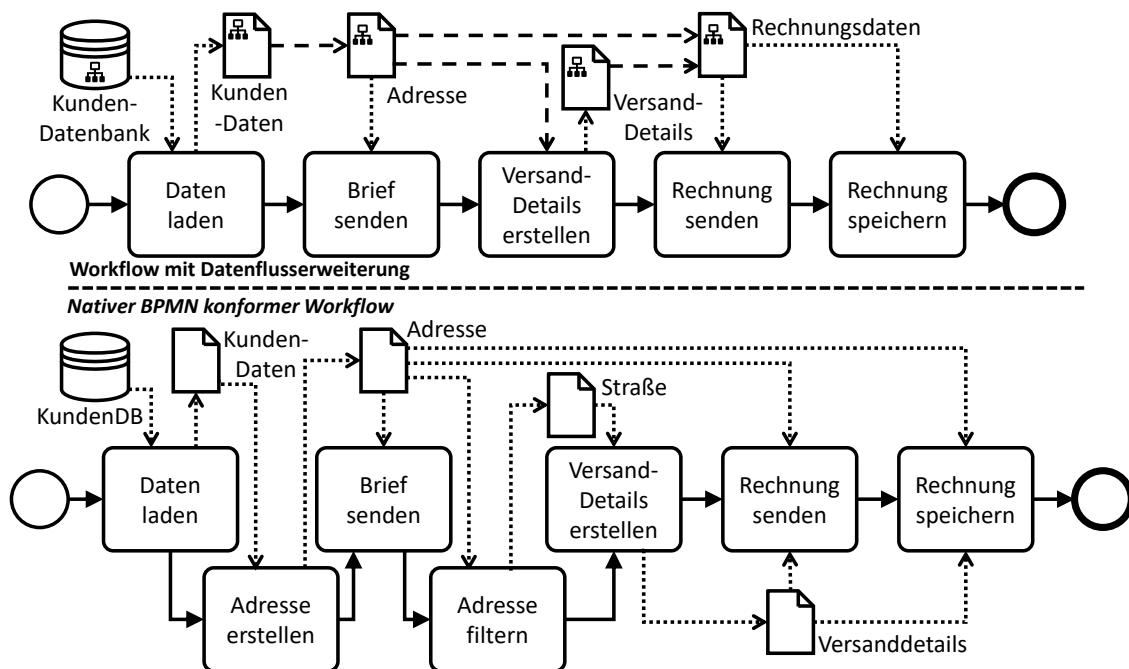 Rechnungsdaten
Kunden-
Datenbank
Kunden
-Daten
Adresse
Versand-
Details
Daten
laden
Brief
senden
Versand-
Details
erstellen
Rechnung
senden
Rechnung
speichern
Workflow mit Datenflusserweiterung
Nativer BPMN konformer Workflow
KundenDB
Kunden-
Daten
Adresse
Straße
Daten
laden
Brief
senden
Versand-
Details
erstellen
Rechnung
senden
Rechnung
speichern
Adresse
erstellen
Adresse
filtern
Versanddetails